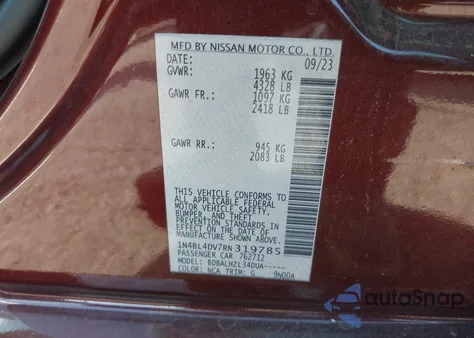 MFD BY NISSAN MOTOR CO., LTD.
DATE: 09/23
GVWR: 1963 KG
4328 LB
GAWR FR.: 1097 KG
2418 LB
GAWR RR.: 945 KG
2083 LB
THIS VEHICLE CONFORMS TO
ALL APPLICABLE FEDERAL
MOTOR VEHICLE SAFETY,
BUMPER, AND THEFT
PREVENTION STANDARDS
IN EFFECT ON THE DATE OF
MANUFACTURE SHOWN ABOVE.
1N4BL4DV7RN319785
PASSENGER CAR 762712
MODEL: BDBALHZL34DUA-----
COLOR: NCA TRIM: G 9N00A
autoSnap